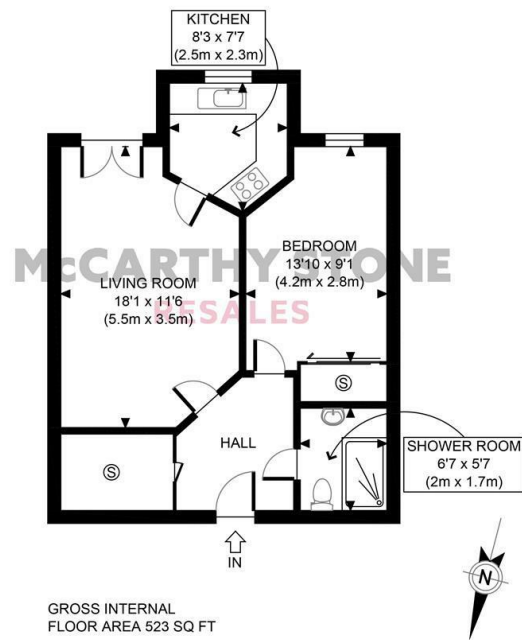 KITCHEN
8'3 x 7'7
(2.5m x 2.3m)
BEDROOM
13'10 x 9'1
(4.2m x 2.8m)
McCARTHY STONE
RESALES
LIVING ROOM
18'1 x 11'6
(5.5m x 3.5m)
S
HALL
S
SHOWER ROOM
6'7 x 5'7
(2m x 1.7m)
IN
N
GROSS INTERNAL
FLOOR AREA 523 SQ FT